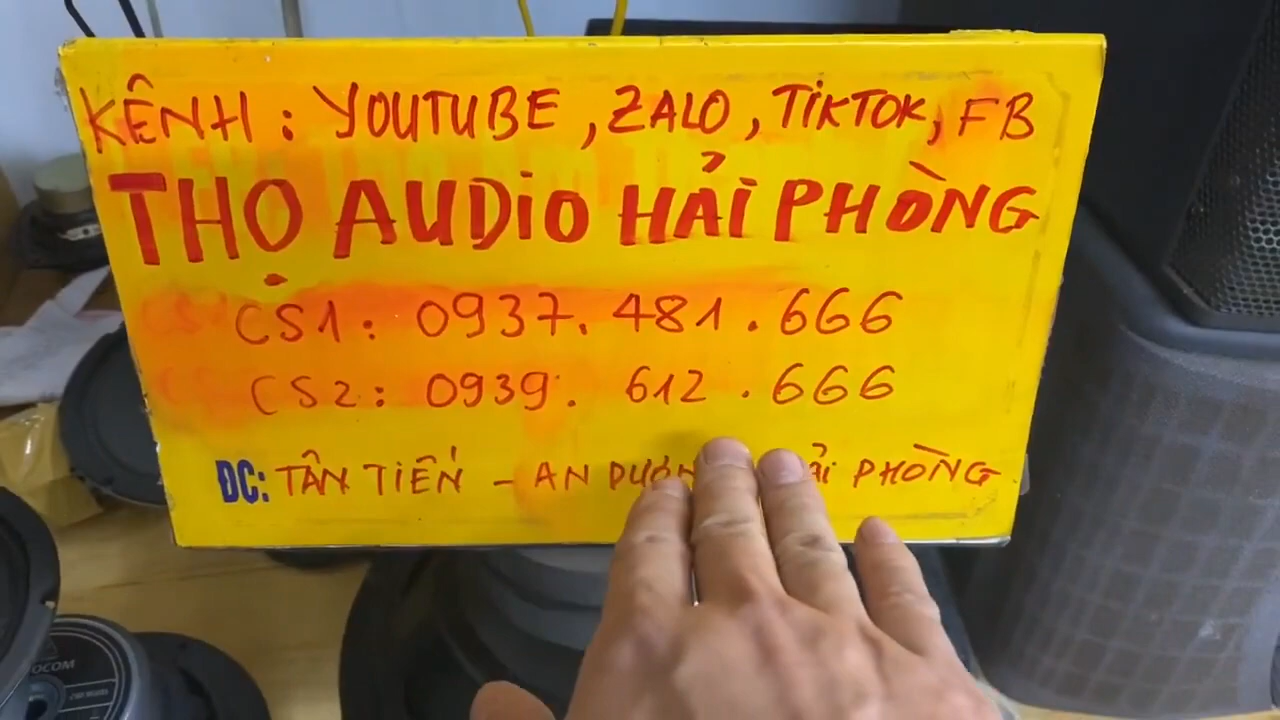 KÊNH : YOUTUBE , ZALO , TiKTOK, FB
THỌ AUDiO HẢi PHÒNG
CS1 : 0937. 481 . 666
CS2 : 0939. 612 . 666
ĐC: TÂN TIẾN - AN PHÒNG